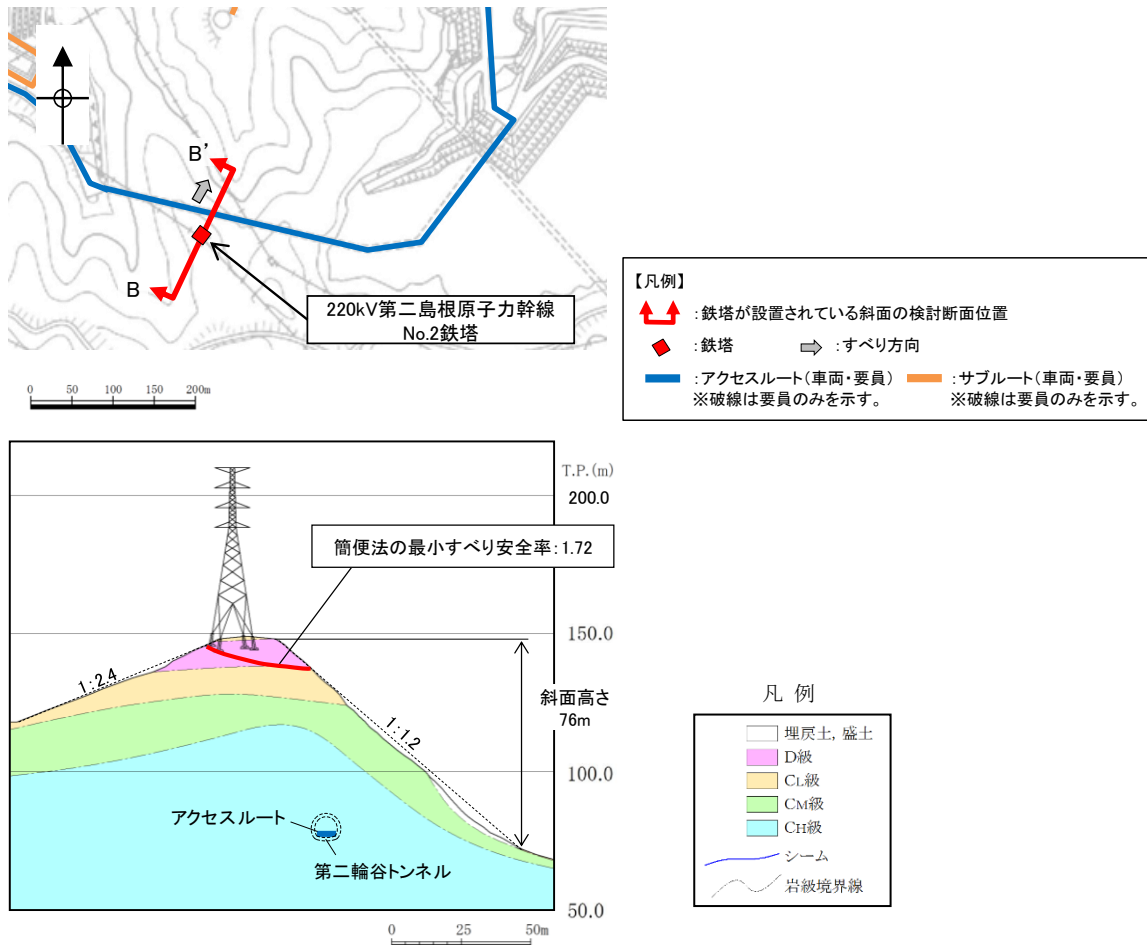 B'
B
220kV第二島根原子力幹線
No.2鉄塔
0 50 100 150 200m
【凡例】
:鉄塔が設置されている斜面の検討断面位置
:鉄塔 :すべり方向
:アクセスルート(車両・要員) :サブルート(車両・要員)
※破線は要員のみを示す。 ※破線は要員のみを示す。
T.P.(m)
200.0
簡便法の最小すべり安全率:1.72
150.0
1:2.4
斜面高さ
76m
1:1.2
100.0
アクセスルート
第二輪谷トンネル
50.0
0 25 50m
凡 例
埋戻土, 盛土
D級
CL級
CM級
CH級
シーム
岩級境界線